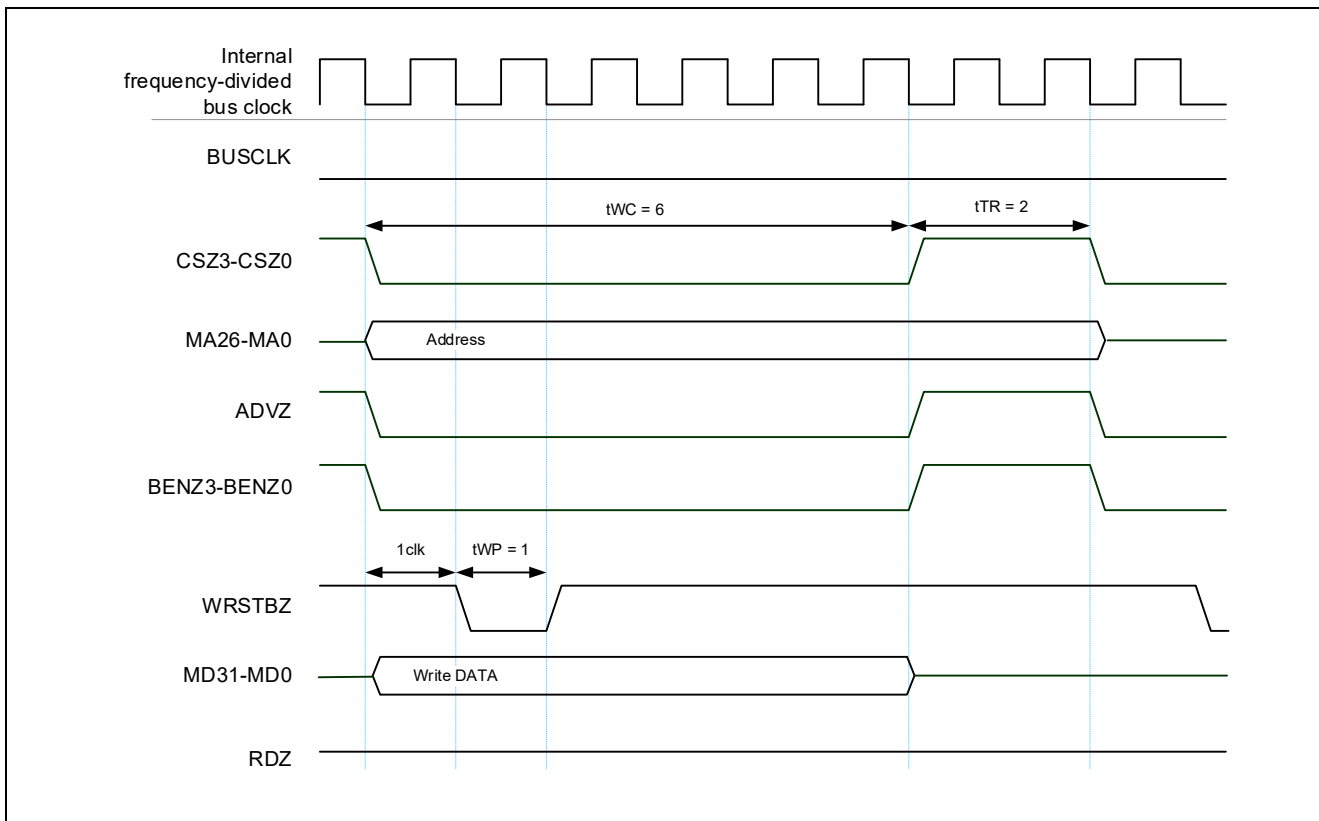 Internal
frequency-divided
bus clock
BUSCLK
tWC = 6
tTR = 2
CSZ3-CSZ0
MA26-MA0
Address
ADVZ
BENZ3-BENZ0
1clk
tWP = 1
WRSTBZ
MD31-MD0
Write DATA
RDZ